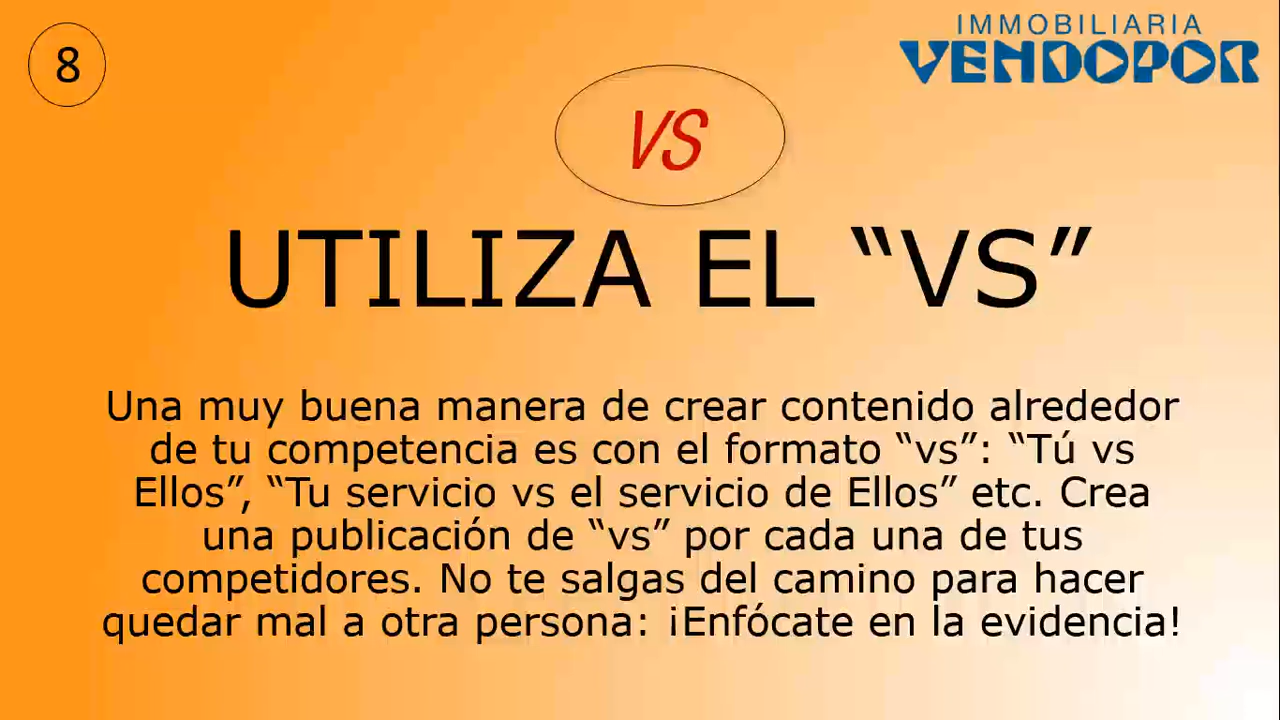 8
IMMOBILIARIA
VENDOPOR
VS
UTILIZA EL “VS”
Una muy buena manera de crear contenido alrededor
de tu competencia es con el formato “vs”: “Tú vs
Ellos”, “Tu servicio vs el servicio de Ellos” etc. Crea
una publicación de “vs” por cada una de tus
competidores. No te salgas del camino para hacer
quedar mal a otra persona: ¡Enfócate en la evidencia!